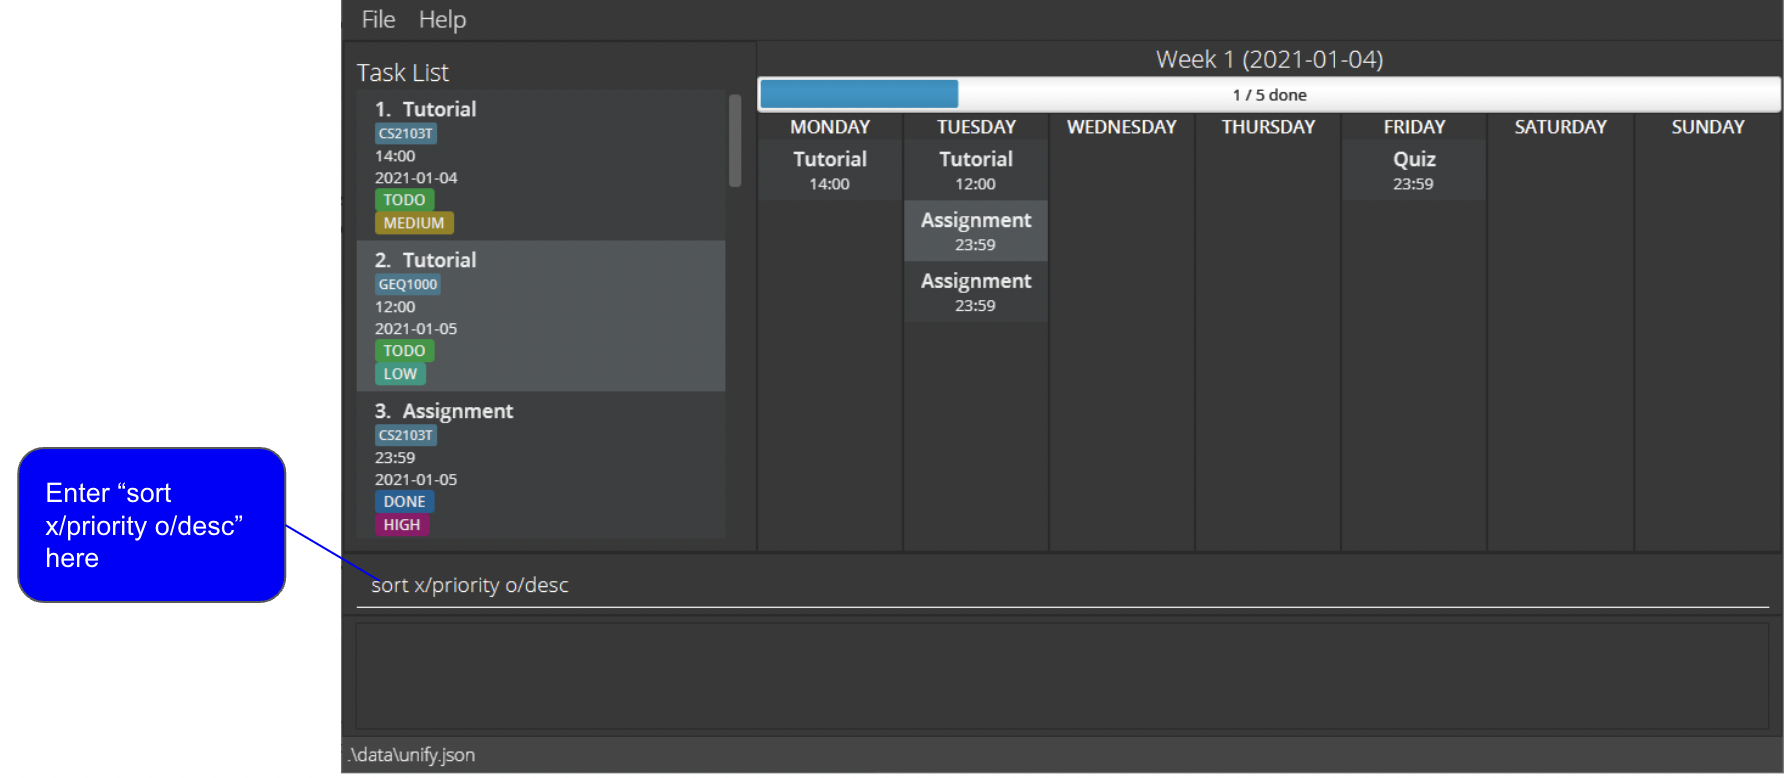 File Help
Task List
1. Tutorial
CS2103T
14:00
2021-01-04
TODO
MEDIUM
2. Tutorial
GEQ1000
12:00
2021-01-05
TODO
LOW
3. Assignment
CS2103T
23:59
2021-01-05
DONE
HIGH
Week 1 (2021-01-04)
1 / 5 done
MONDAY TUESDAY WEDNESDAY THURSDAY FRIDAY SATURDAY SUNDAY
Tutorial Tutorial Quiz
14:00 12:00 23:59
Assignment
23:59
Assignment
23:59
Enter “sort
x/priority o/desc”
here
sort x/priority o/desc
.\data\unify.json